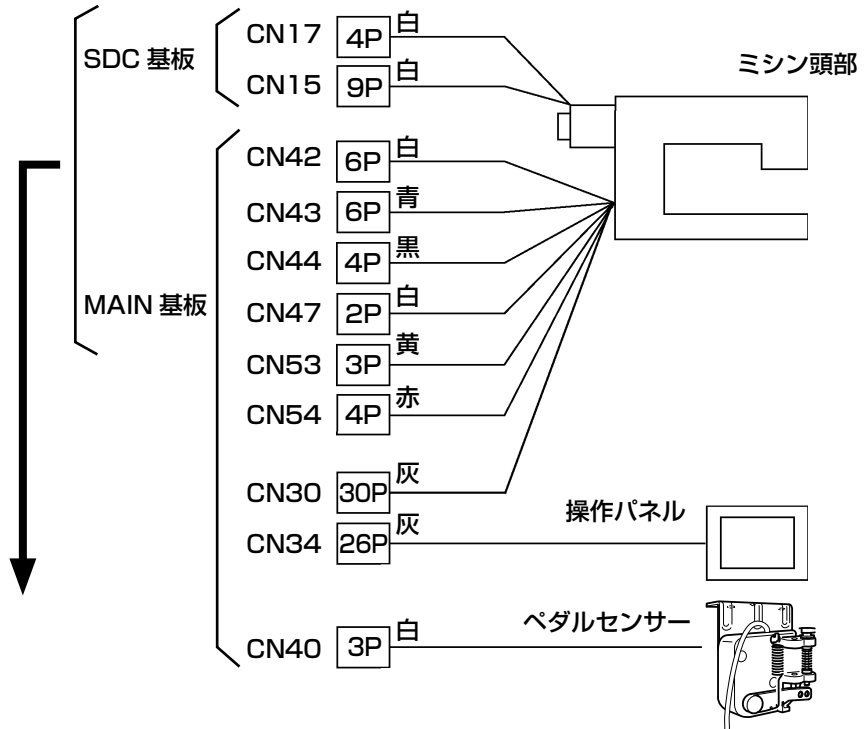 SDC 基板
CN17 4P 白
CN15 9P 白
ミシン頭部
MAIN 基板
CN42 6P 白
CN43 6P 青
CN44 4P 黒
CN47 2P 白
CN53 3P 黄
CN54 4P 赤
CN30 30P 灰
CN34 26P 灰
操作パネル
CN40 3P 白
ペダルセンサー